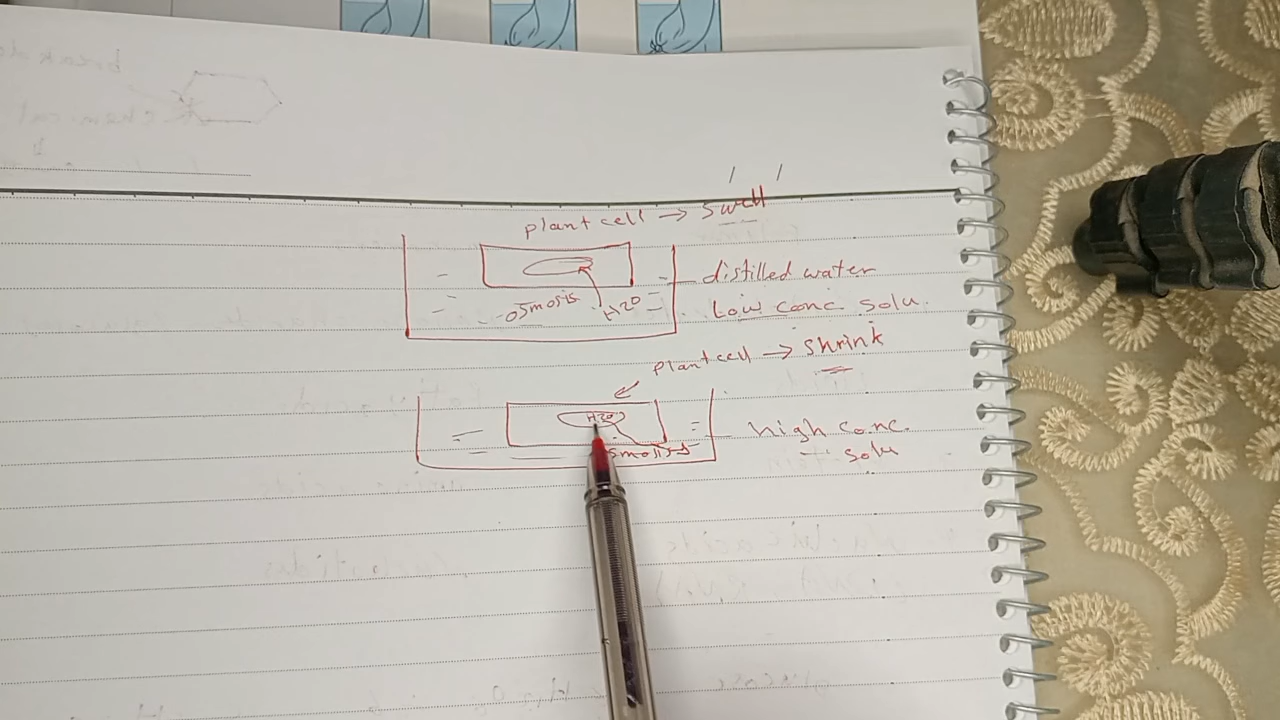 plant cell → swell
distilled water
osmosis H2O
Low conc. solu.
plant cell → shrink
H2O
high conc.
osmosis
solu